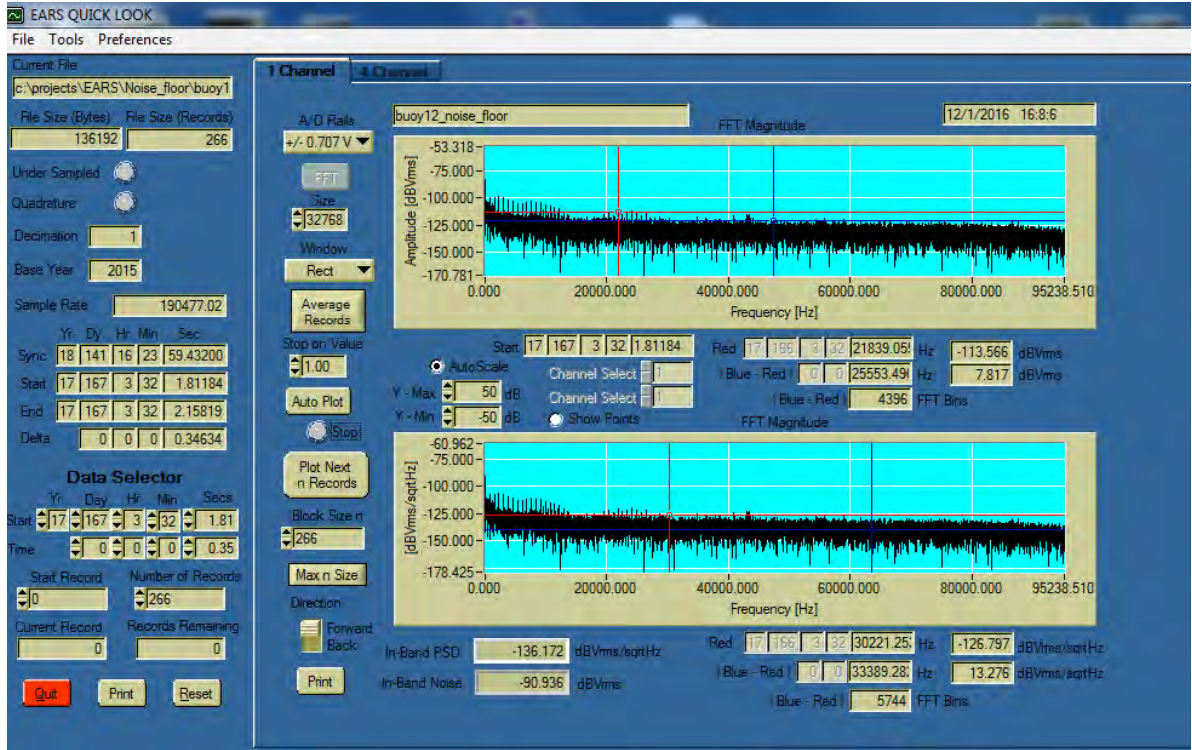 EARS QUICK LOOK
File Tools Preferences
Current File
c:\projects\EARS\Noise_floor\buoy1
File Size (Bytes) File Size (Records)
136192 266
Under Sampled
Quadrature
Decimation 1
Base Year 2015
Sample Rate 190477.02
Yr Dy Hr Min Sec
Sync 18 141 16 23 59.43200
Start 17 167 3 32 1.81184
End 17 167 3 32 2.15819
Delta 0 0 0 0.34634
Data Selector
Yr Day Hr Min Secs
Start 17 167 3 32 1.81
Time 0 0 0 0.35
Start Record Number of Records
0 266
Current Record Records Remaining
0 0
Quit Print Reset
1 Channel 4 Channel
A/D Rails
+/- 0.707 V
FFT
Size
32768
Window
Rect
Average
Records
Stop on Value
1.00
Auto Plot
Stop
Plot Next
n Records
Block Size n
266
Max n Size
Direction
Forward
Back
Print
buoy12_noise_floor
FFT Magnitude
12/1/2016 16:8:6
Amplitude [dBVrms]
-53.318
-75.000
-100.000
-125.000
-150.000
-170.781
0.000 20000.000 40000.000 60000.000 80000.000 95238.510
Frequency [Hz]
Start 17 167 3 32 1.81184
AutoScale
Y - Max 50 dB
Y - Min -50 dB
Channel Select 1
Channel Select 1
Show Points
Red 17 166 3 32 21839.05 Hz -113.566 dBVrms
| Blue - Red | 0 0 25553.49 Hz 7.817 dBVrms
| Blue - Red | 4396 FFT Bins
FFT Magnitude
[dBVrms/sqrtHz]
-60.962
-75.000
-100.000
-125.000
-150.000
-178.425
0.000 20000.000 40000.000 60000.000 80000.000 95238.510
Frequency [Hz]
In-Band PSD -136.172 dBVrms/sqrtHz
In-Band Noise -90.936 dBVrms
Red 17 166 3 32 30221.25 Hz -126.797 dBVrms/sqrtHz
| Blue - Red | 0 0 33389.28 Hz 13.276 dBVrms/sqrtHz
| Blue - Red | 5744 FFT Bins